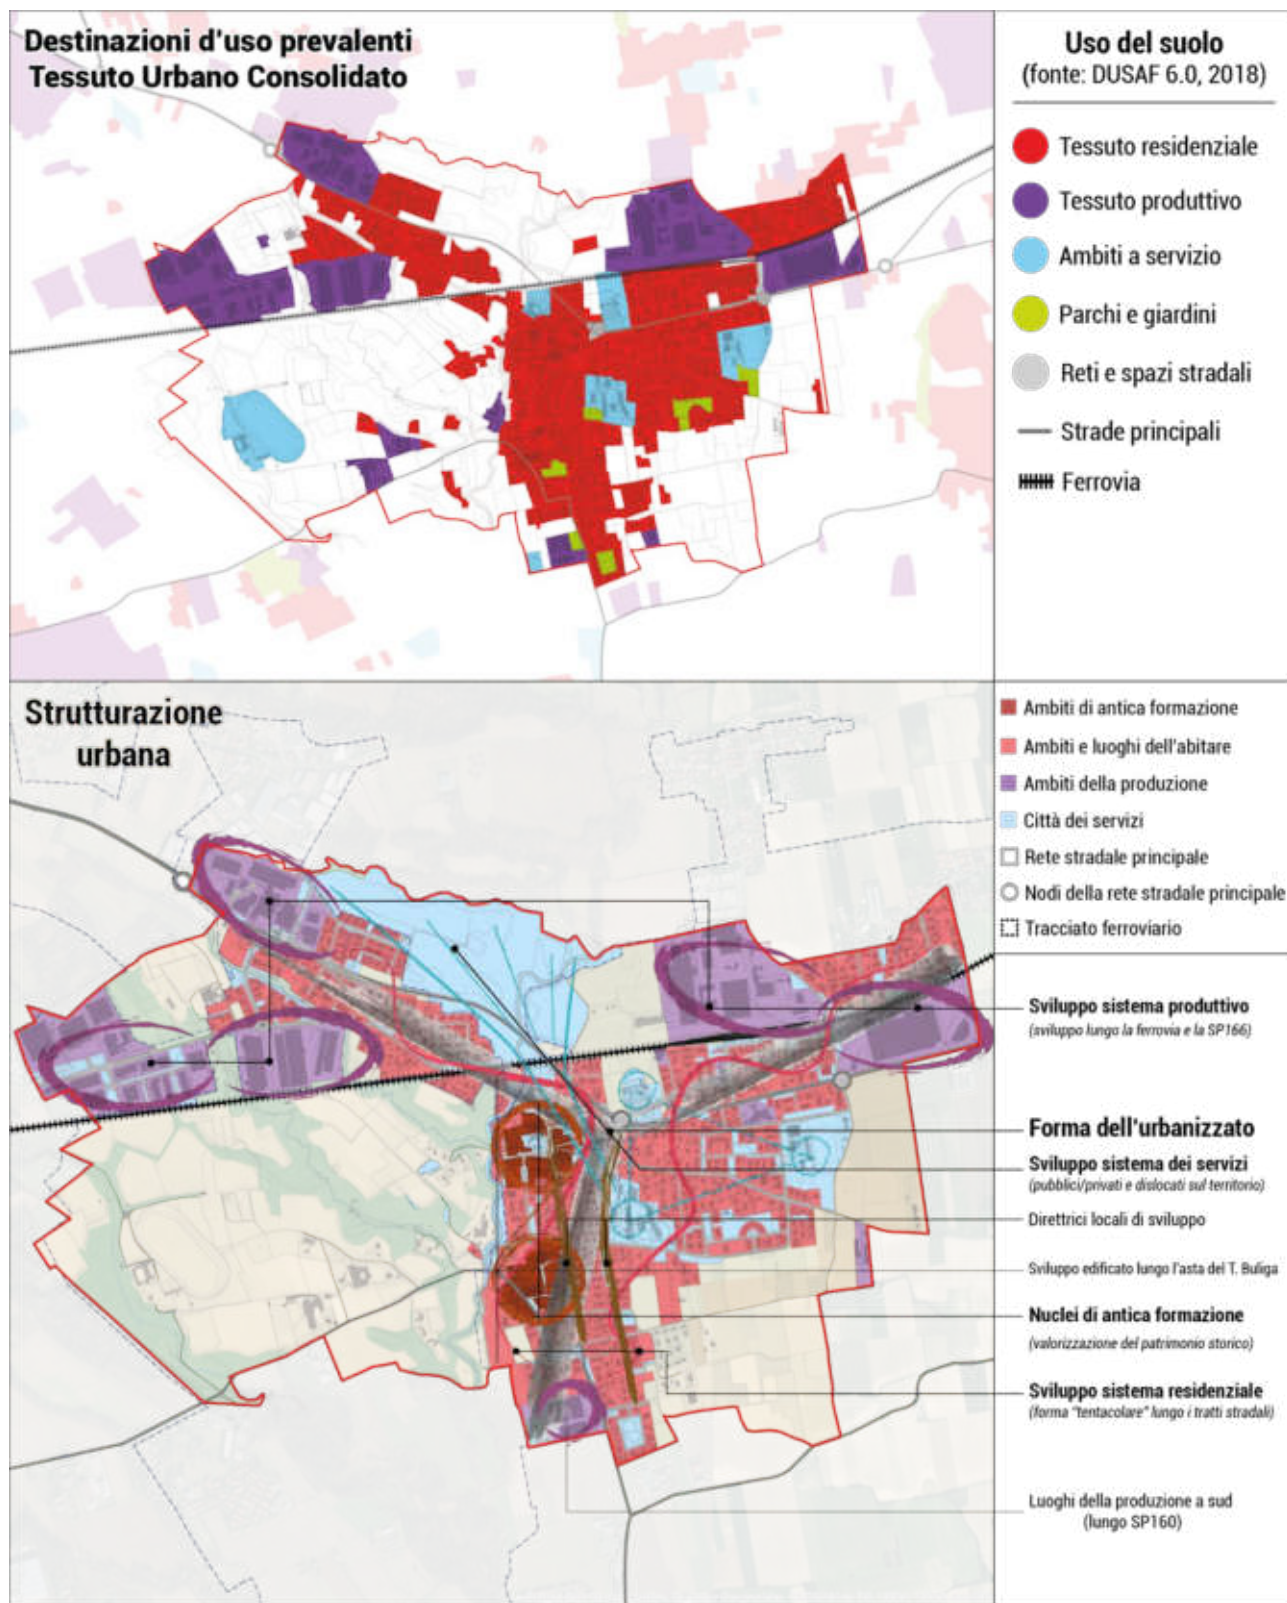 Destinazioni d'uso prevalenti
Tessuto Urbano Consolidato
Uso del suolo
(fonte: DUSAF 6.0, 2018)
Tessuto residenziale
Tessuto produttivo
Ambiti a servizio
Parchi e giardini
Reti e spazi stradali
Strade principali
Ferrovia
Strutturazione
urbana
Ambiti di antica formazione
Ambiti e luoghi dell'abitare
Ambiti della produzione
Città dei servizi
Rete stradale principale
Nodi della rete stradale principale
Tracciato ferroviario
Sviluppo sistema produttivo
(sviluppo lungo la ferrovia e la SP166)
Forma dell'urbanizzato
Sviluppo sistema dei servizi
(pubblici/privati e dislocati sul territorio)
Direttrici locali di sviluppo
Sviluppo edificato lungo l'asta del T. Buliga
Nuclei di antica formazione
(valorizzazione del patrimonio storico)
Sviluppo sistema residenziale
(forma "tentacolare" lungo i tratti stradali)
Luoghi della produzione a sud
(lungo SP160)